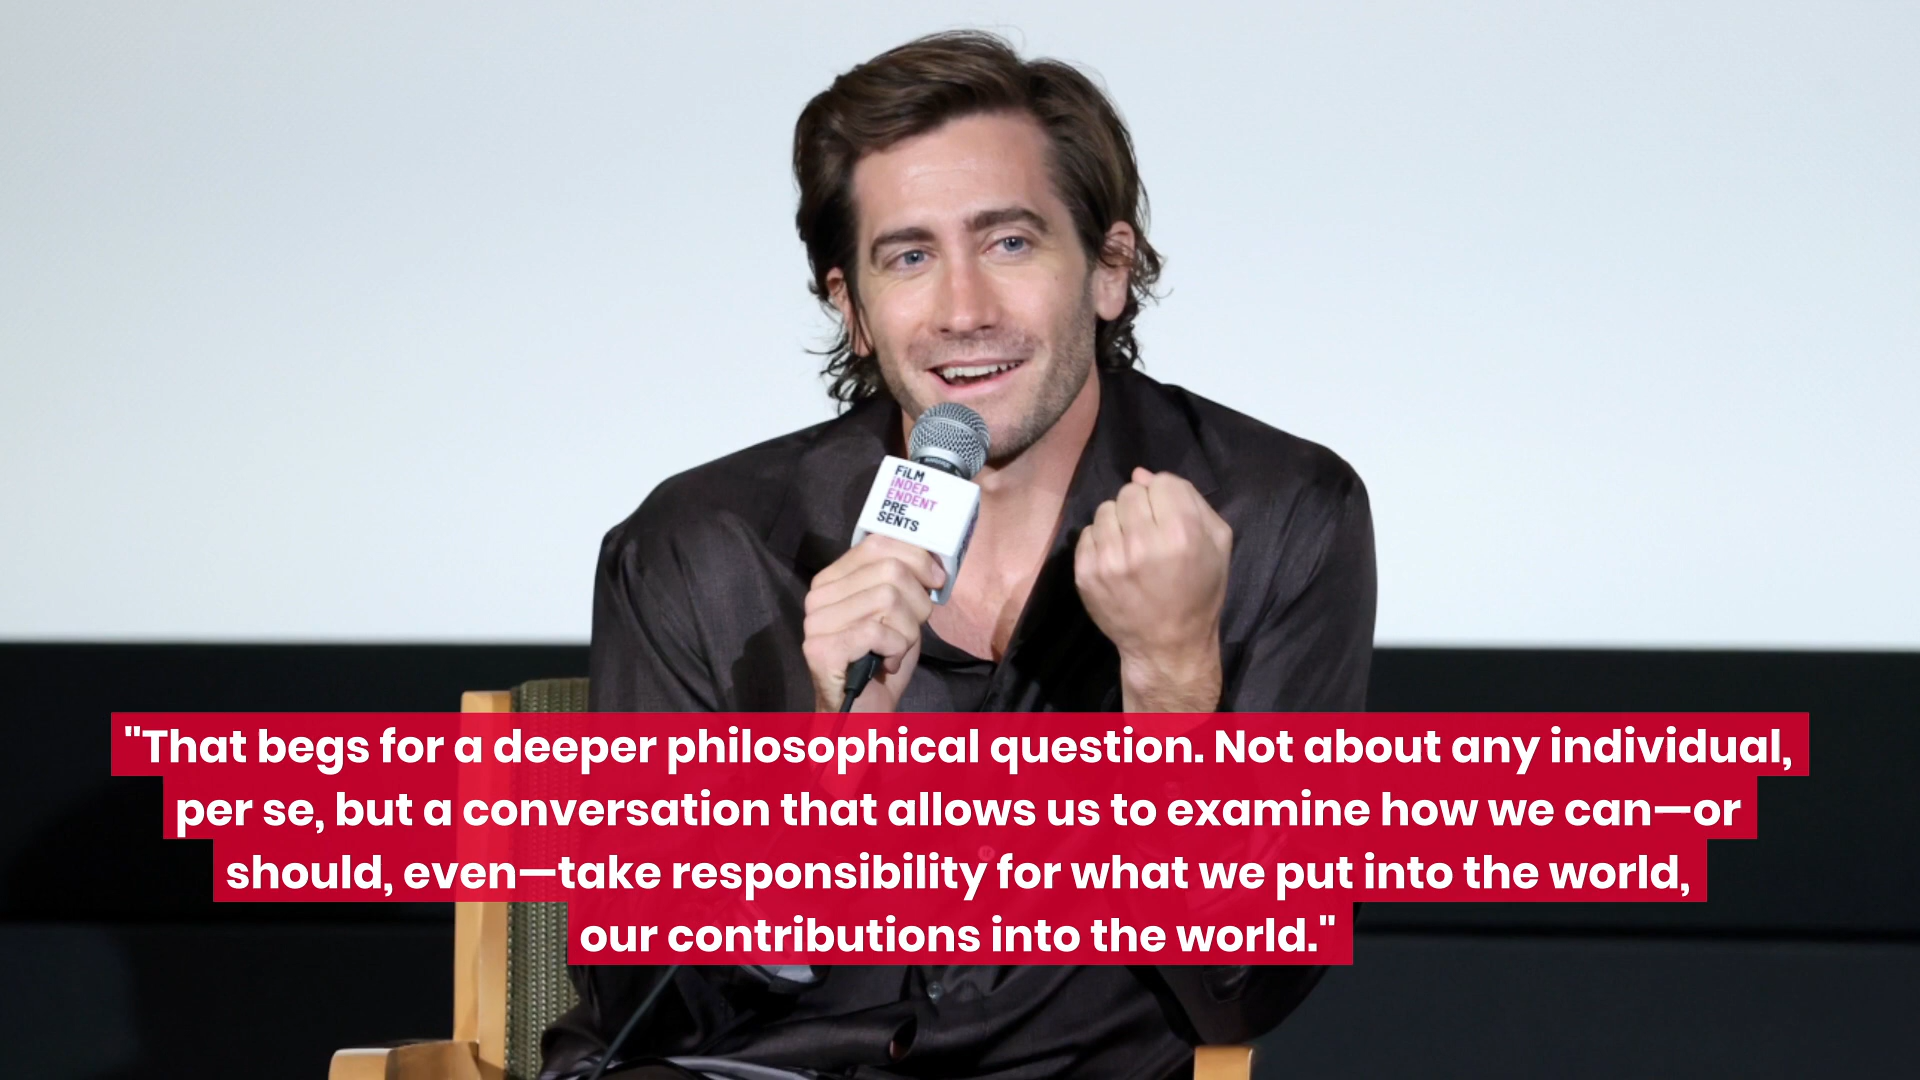 FiLM
iNDEP
ENDENT
PRE
SENTS
"That begs for a deeper philosophical question. Not about any individual,
per se, but a conversation that allows us to examine how we can—or
should, even—take responsibility for what we put into the world,
our contributions into the world."